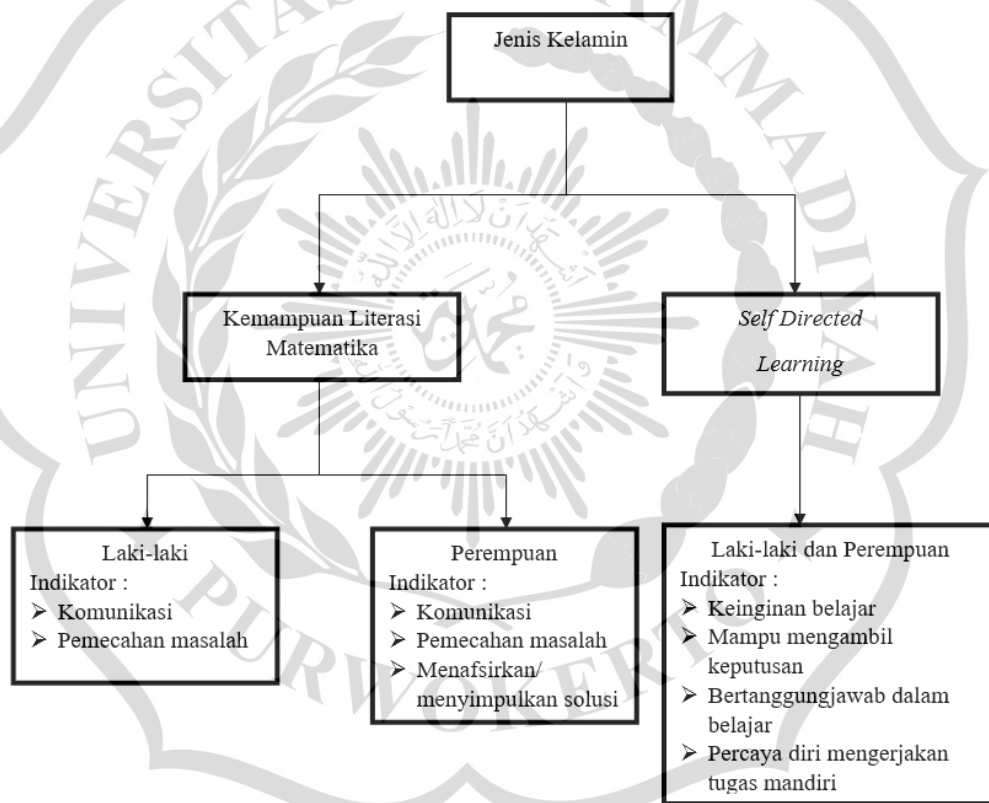 Jenis Kelamin
Kemampuan Literasi
Matematika
Self Directed
Learning
Laki-laki
Indikator :
➢ Komunikasi
➢ Pemecahan masalah
Perempuan
Indikator :
➢ Komunikasi
➢ Pemecahan masalah
➢ Menafsirkan/
menyimpulkan solusi
Laki-laki dan Perempuan
Indikator :
➢ Keinginan belajar
➢ Mampu mengambil
keputusan
➢ Bertanggungjawab dalam
belajar
➢ Percaya diri mengerjakan
tugas mandiri
PURWOKERTO